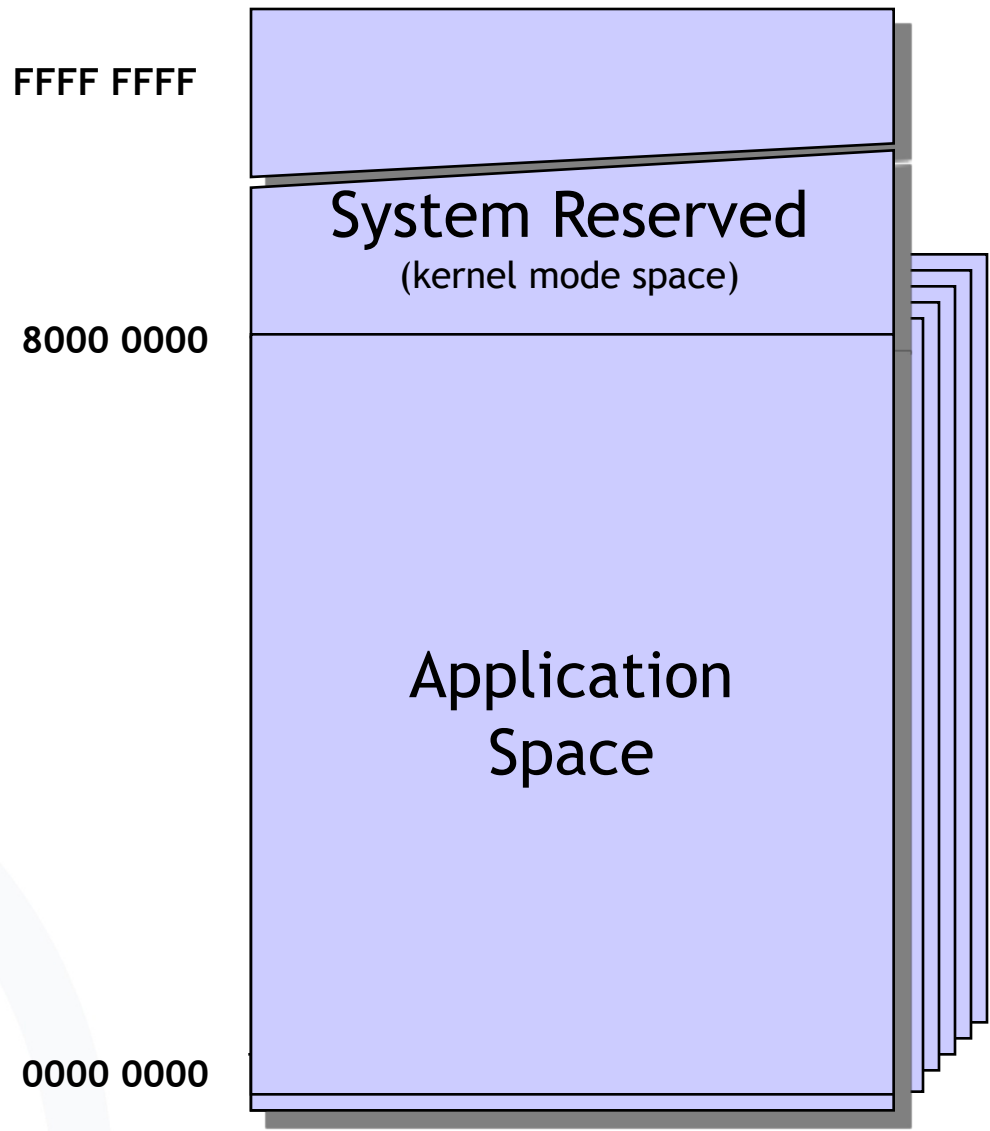 FFFF FFFF
System Reserved
(kernel mode space)
8000 0000
Application
Space
0000 0000